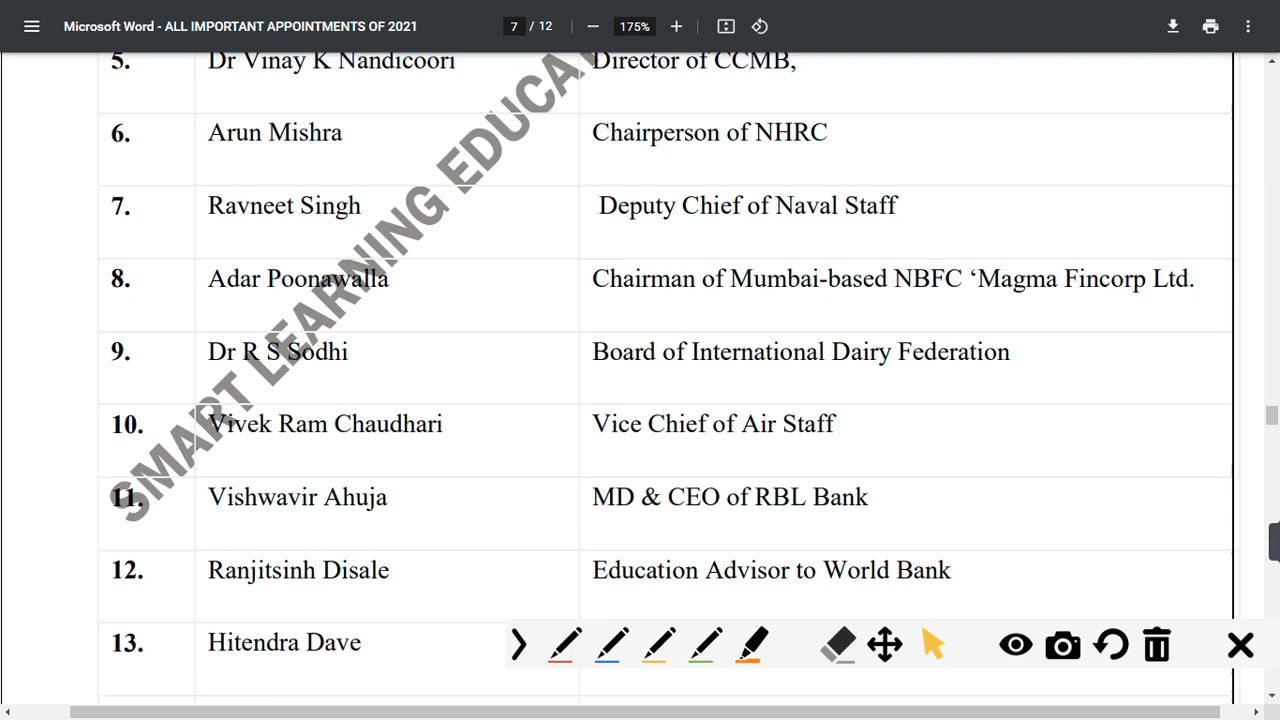 Microsoft Word - ALL IMPORTANT APPOINTMENTS OF 2021 7 / 12 175%
5. Dr Vinay K Nandicoori Director of CCMB,
6. Arun Mishra Chairperson of NHRC
7. Ravneet Singh Deputy Chief of Naval Staff
8. Adar Poonawalla Chairman of Mumbai-based NBFC ‘Magma Fincorp Ltd.
9. Dr R S Sodhi Board of International Dairy Federation
10. Vivek Ram Chaudhari Vice Chief of Air Staff
11. Vishwavir Ahuja MD & CEO of RBL Bank
12. Ranjitsinh Disale Education Advisor to World Bank
13. Hitendra Dave
SMART LEARNING EDUCA